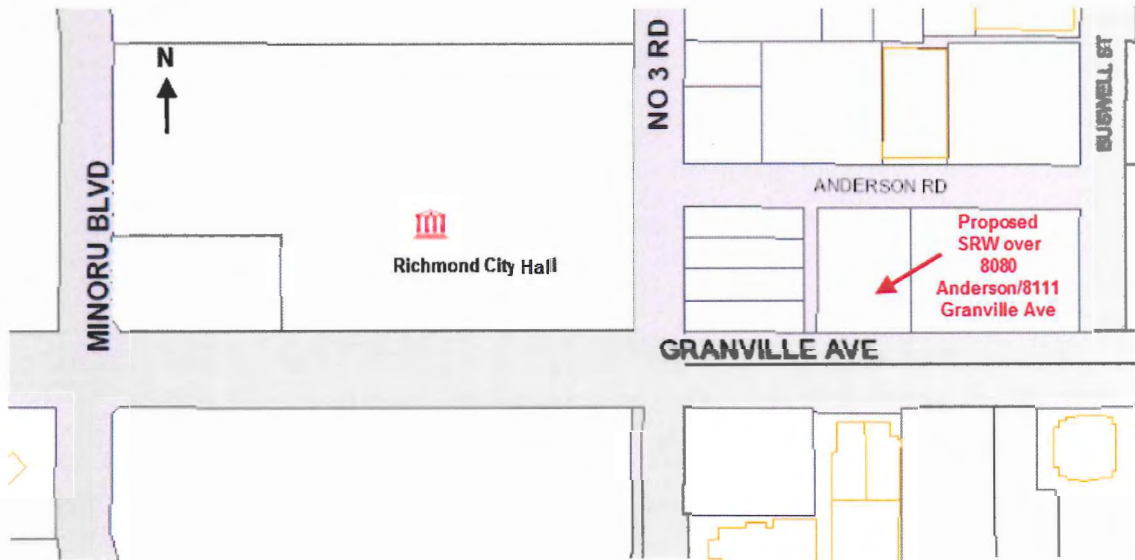 N
MINORU BLVD
Richmond City Hall
NO 3 RD
BUSWELL ST
ANDERSON RD
Proposed
SRW over
8080
Anderson/8111
Granville Ave
GRANVILLE AVE